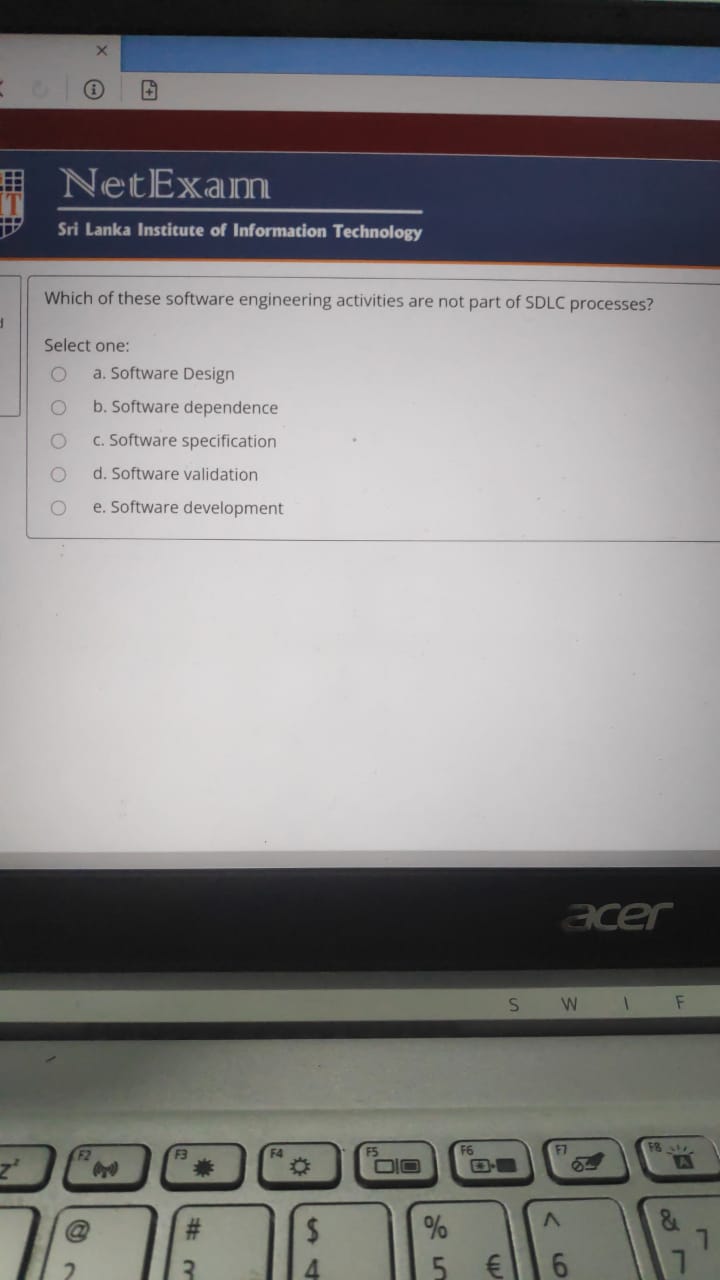 IT
NetExam
Sri Lanka Institute of Information Technology
Which of these software engineering activities are not part of SDLC processes?
Select one:
a. Software Design
b. Software dependence
c. Software specification
d. Software validation
e. Software development
acer
S W I F
F2 F3 F4 F5 F6 F7 F8
@ # $ % ^ &
2 3 4 5 € 6 7 7